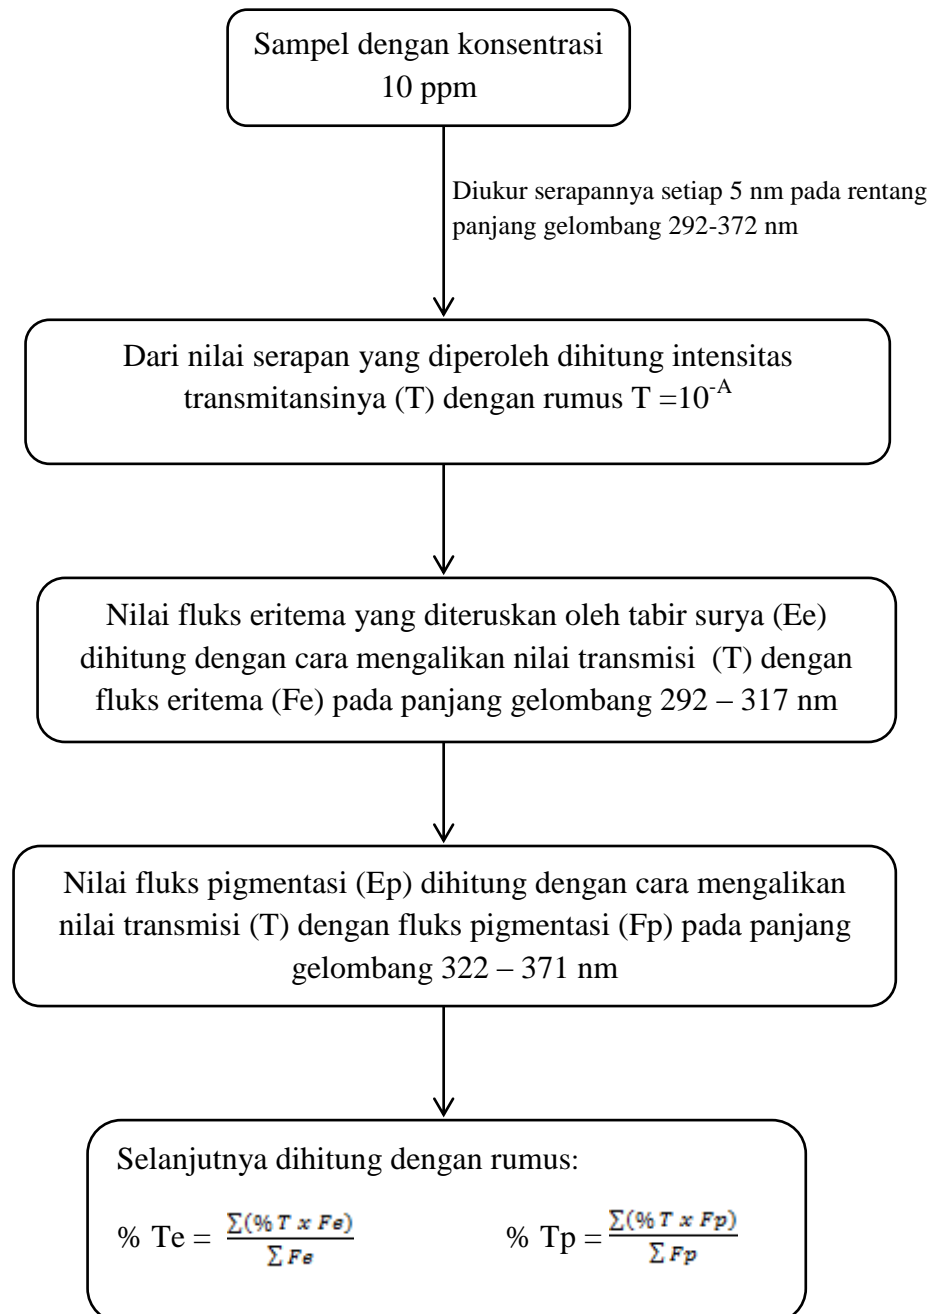 Sampel dengan konsentrasi
10 ppm
Diukur serapannya setiap 5 nm pada rentang
panjang gelombang 292-372 nm
Dari nilai serapan yang diperoleh dihitung intensitas
transmitansinya (T) dengan rumus T =10^-A
Nilai fluks eritema yang diteruskan oleh tabir surya (Ee)
dihitung dengan cara mengalikan nilai transmisi (T) dengan
fluks eritema (Fe) pada panjang gelombang 292 – 317 nm
Nilai fluks pigmentasi (Ep) dihitung dengan cara mengalikan
nilai transmisi (T) dengan fluks pigmentasi (Fp) pada panjang
gelombang 322 – 371 nm
Selanjutnya dihitung dengan rumus:
% Te = ∑(% T x Fe) / ∑ Fe % Tp = ∑(% T x Fp) / ∑ Fp